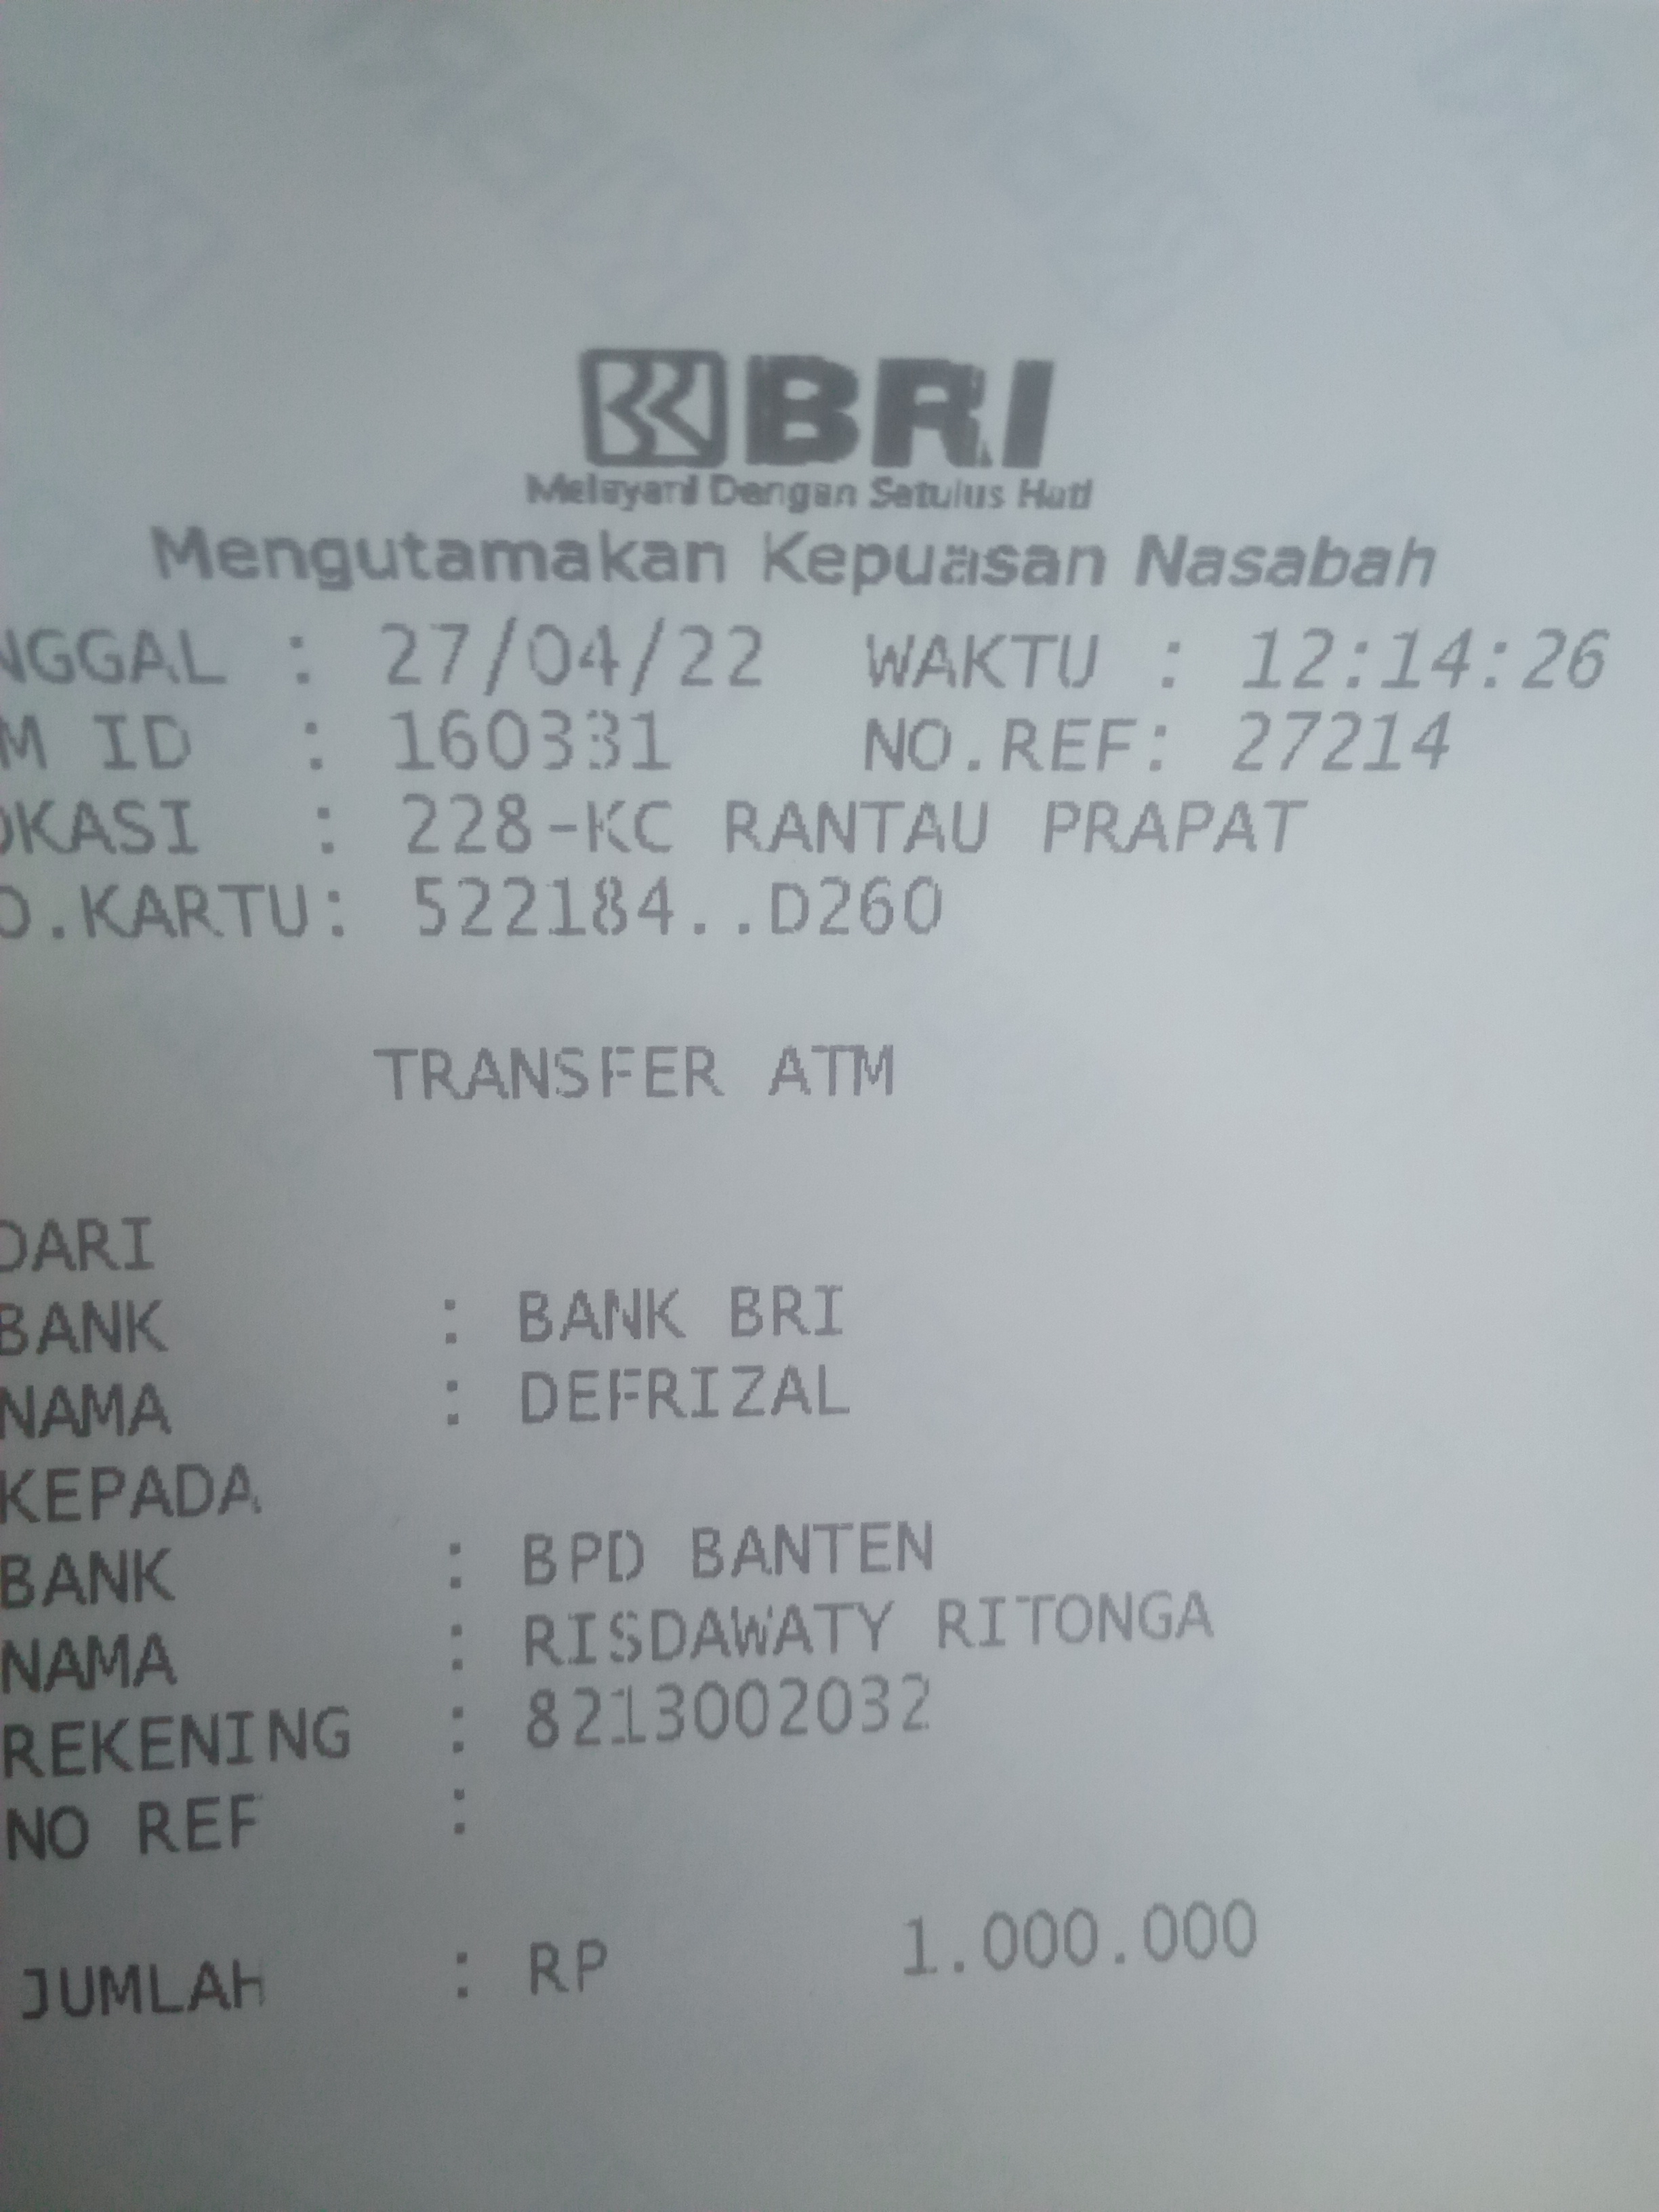 BRI
Melayani Dengan Setulus Hati
Mengutamakan Kepuasan Nasabah
NGGAL : 27/04/22 WAKTU : 12:14:26
M ID : 160331 NO.REF: 27214
OKASI : 228-KC RANTAU PRAPAT
O.KARTU: 522184..D260
TRANSFER ATM
DARI
BANK : BANK BRI
NAMA : DEFRIZAL
KEPADA
BANK : BPD BANTEN
NAMA : RISDAWATY RITONGA
REKENING : 8213002032
NO REF :
JUMLAH : RP 1.000.000